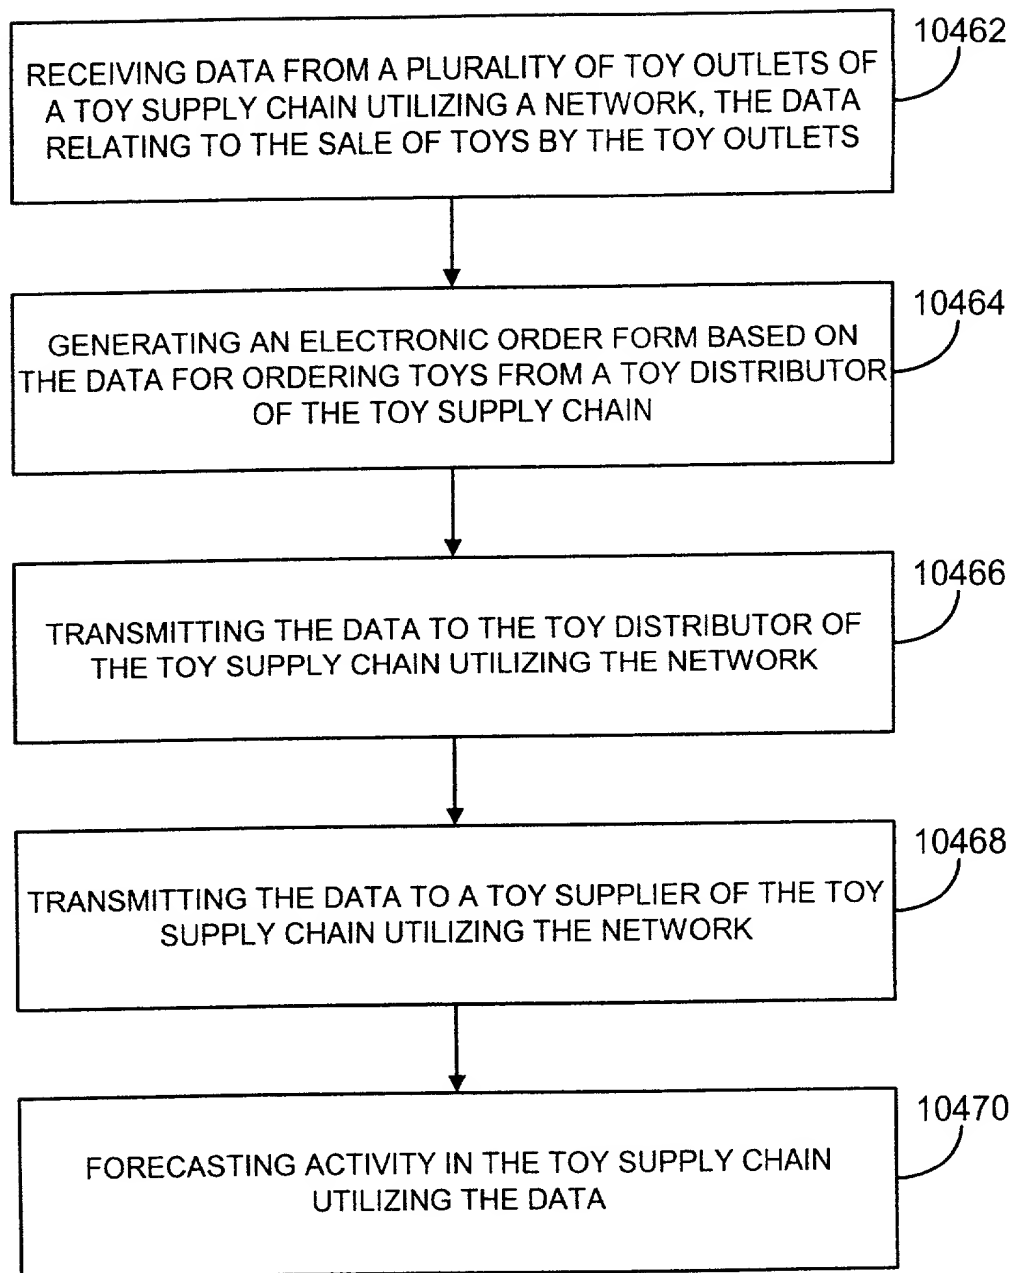 10462
RECEIVING DATA FROM A PLURALITY OF TOY OUTLETS OF
A TOY SUPPLY CHAIN UTILIZING A NETWORK, THE DATA
RELATING TO THE SALE OF TOYS BY THE TOY OUTLETS
10464
GENERATING AN ELECTRONIC ORDER FORM BASED ON
THE DATA FOR ORDERING TOYS FROM A TOY DISTRIBUTOR
OF THE TOY SUPPLY CHAIN
10466
TRANSMITTING THE DATA TO THE TOY DISTRIBUTOR OF
THE TOY SUPPLY CHAIN UTILIZING THE NETWORK
10468
TRANSMITTING THE DATA TO A TOY SUPPLIER OF THE TOY
SUPPLY CHAIN UTILIZING THE NETWORK
10470
FORECASTING ACTIVITY IN THE TOY SUPPLY CHAIN
UTILIZING THE DATA